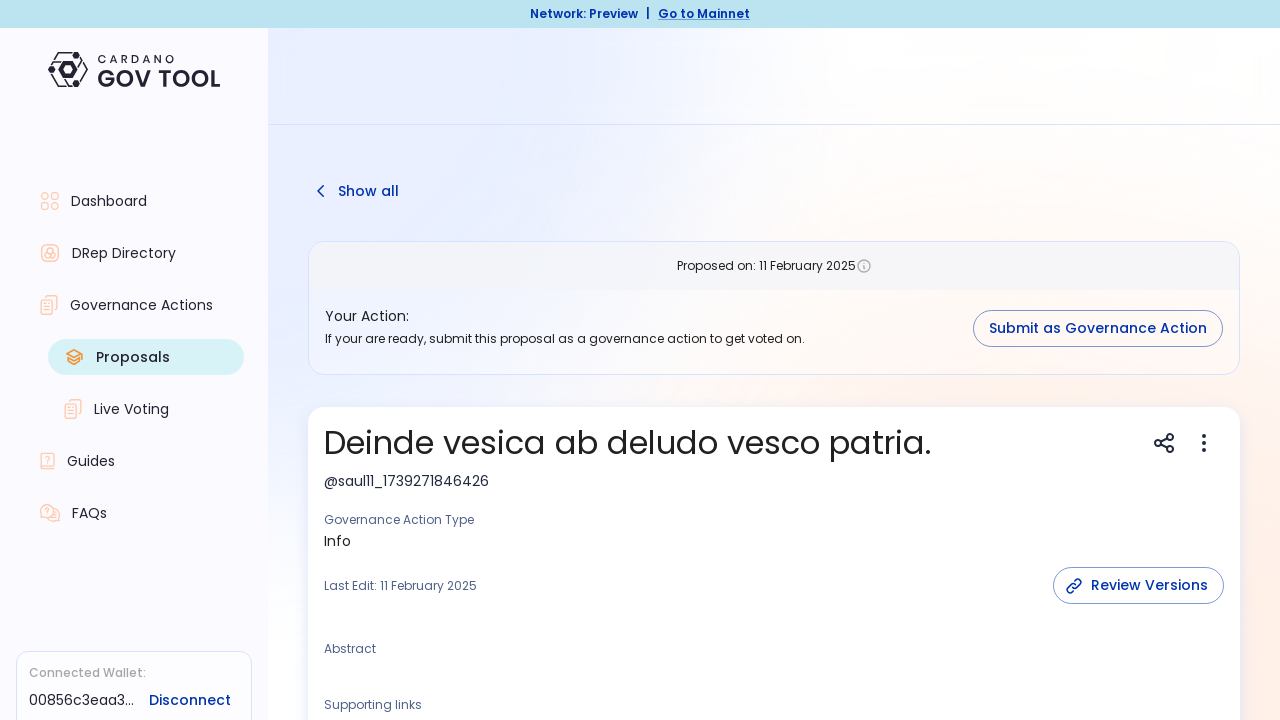 Network: Preview | Go to Mainnet
CARDANO
GOV TOOL
Dashboard
DRep Directory
Governance Actions
Proposals
Live Voting
Guides
FAQs
Connected Wallet:
00856c3eaa3... Disconnect
Show all
Proposed on: 11 February 2025
Your Action:
If your are ready, submit this proposal as a governance action to get voted on.
Submit as Governance Action
Deinde vesica ab deludo vesco patria.
@saul11_1739271846426
Governance Action Type
Info
Last Edit: 11 February 2025
Review Versions
Abstract
Supporting links